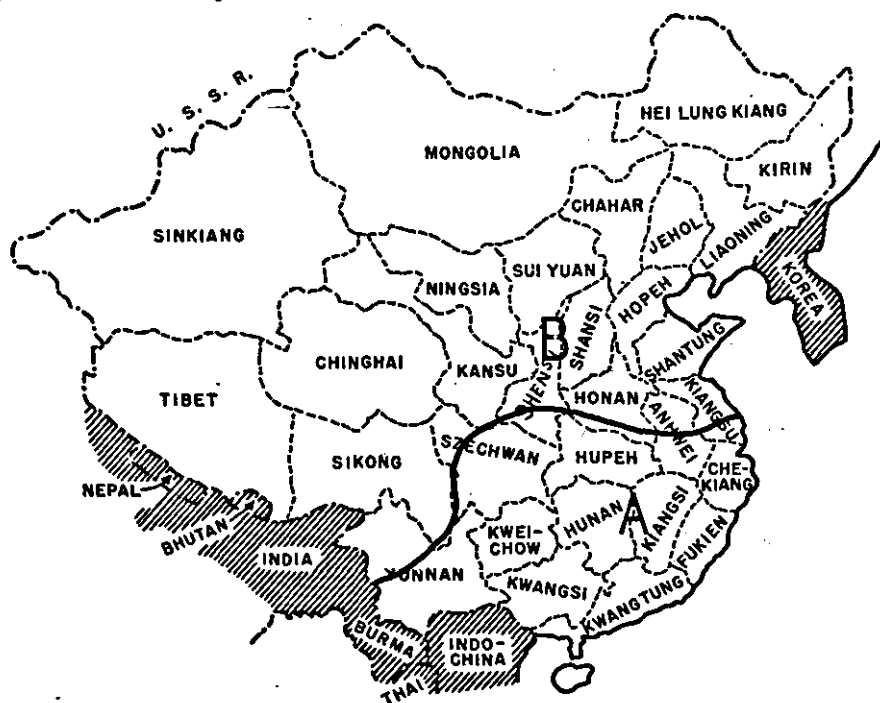 U. S. S. R.
HEI LUNG KIANG
MONGOLIA
KIRIN
CHAHAR
SINKIANG
JEHOL
LIAONING
SUI YUAN
NINGSIA
KOREA
HOPEH
B
SHANSI
CHINGHAI
KANSU
SHANTUNG
SHENS
TIBET
HONAN
KIANGSU
ANHWEI
SZECHWAN
SIKONG
HUPEH
CHE-
KIANG
NEPAL
A
HUNAN
KIANGSI
BHUTAN
KWEI-
CHOW
FUKIEN
INDIA
YUNNAN
KWANGSI
KWANGTUNG
BURMA
INDO-
CHINA
THAI